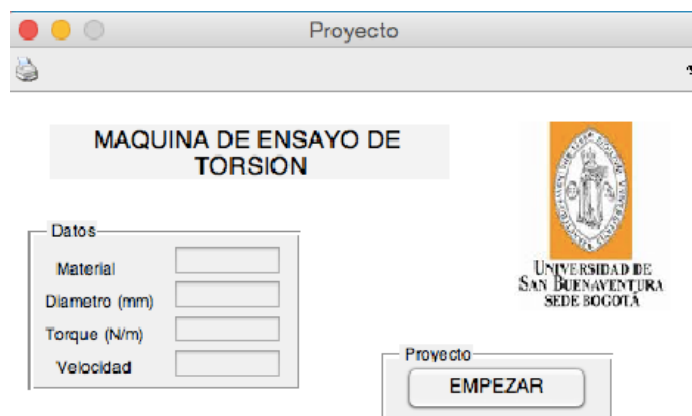 Proyecto
MAQUINA DE ENSAYO DE
TORSION
UNIVERSIDAD DE
SAN BUENAVENTURA
SEDE BOGOTÁ
Datos
Material
Diametro (mm)
Torque (N/m)
Velocidad
Proyecto
EMPEZAR